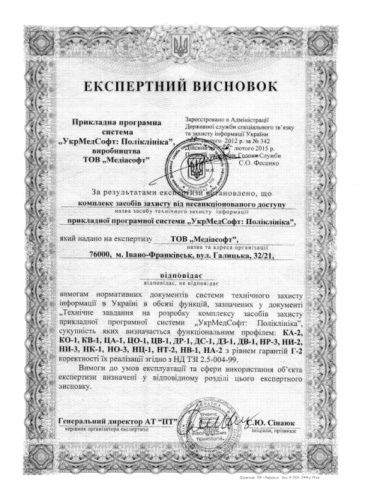 ЕКСПЕРТНИЙ ВИСНОВОК
Прикладна програмна
система
„УкрМедСофт: Поліклініка",
виробництва
ТОВ „Медіасофт"
Зареєстровано в Адміністрації
Державної служби спеціального зв'язку
та захисту інформації України
лютого 2012 р. за № 342
лютого 2015 р.
Голови Служби
С.О. Фесенко
За результатами експертизи встановлено, що
комплекс засобів захисту від несанкціонованого доступу
назва засобу технічного захисту інформації
прикладної програмної системи „УкрМедСофт: Поліклініка",
який надано на експертизу ТОВ „Медіасофт",
назва та адреса організації
76000, м. Івано-Франківськ, вул. Галицька, 32/21,
відповідає
відповідає, не відповідає
вимогам нормативних документів системи технічного захисту
інформації в Україні в обсязі функцій, зазначених у документі
„Технічне завдання на розробку комплексу засобів захисту
прикладної програмної системи „УкрМедСофт: Поліклініка",
сукупність яких визначається функціональним профілем: КА-2,
КО-1, КВ-1, ЦА-1, ЦО-1, ЦВ-1, ДР-1, ДС-1, ДЗ-1, ДВ-1, НР-3, НИ-2,
НИ-3, НК-1, НО-3, НЦ-1, НТ-2, НВ-1, НА-2 з рівнем гарантій Г-2
коректності їх реалізації згідно з НД ТЗІ 2.5-004-99.
Вимоги до умов експлуатації та сфери використання об'єкта
експертизи визначені у відповідному розділі цього експертного
висновку.
Генеральний директор АТ "ІІТ" Є.Ю. Сінаюк
керівник організатора експертизи ініціали, прізвище